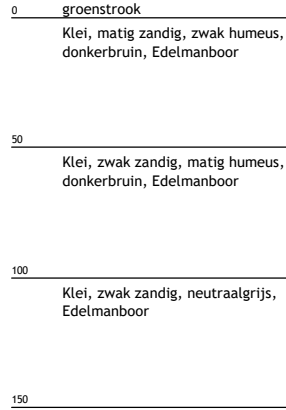 0 groenstrook
Klei, matig zandig, zwak humeus,
donkerbruin, Edelmanboor
50
Klei, zwak zandig, matig humeus,
donkerbruin, Edelmanboor
100
Klei, zwak zandig, neutraalgrijs,
Edelmanboor
150